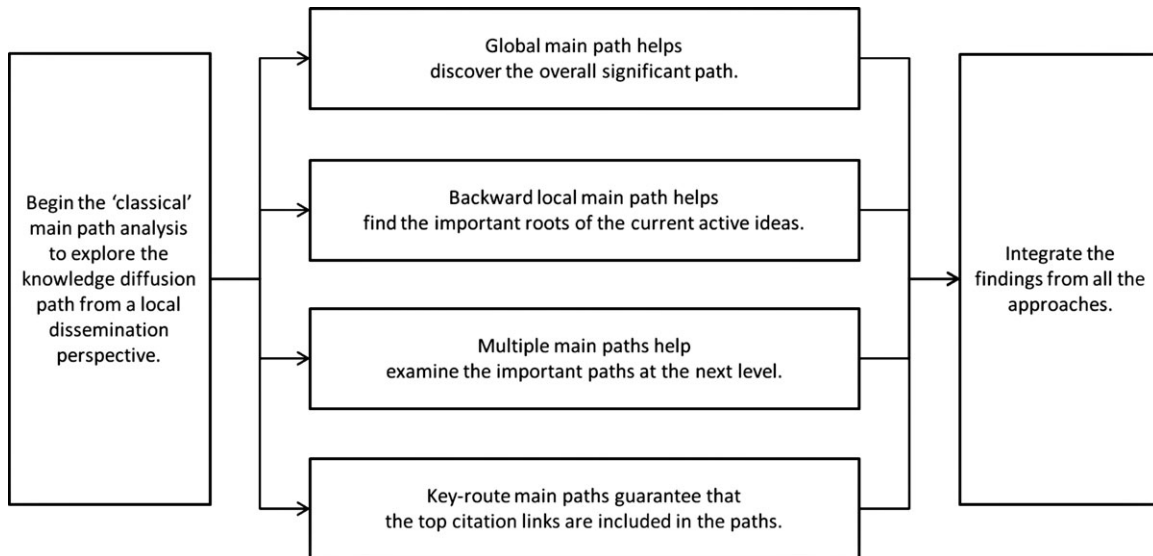 Begin the ‘classical’
main path analysis
to explore the
knowledge diffusion
path from a local
dissemination
perspective.
Global main path helps
discover the overall significant path.
Backward local main path helps
find the important roots of the current active ideas.
Multiple main paths help
examine the important paths at the next level.
Key-route main paths guarantee that
the top citation links are included in the paths.
Integrate the
findings from all the
approaches.